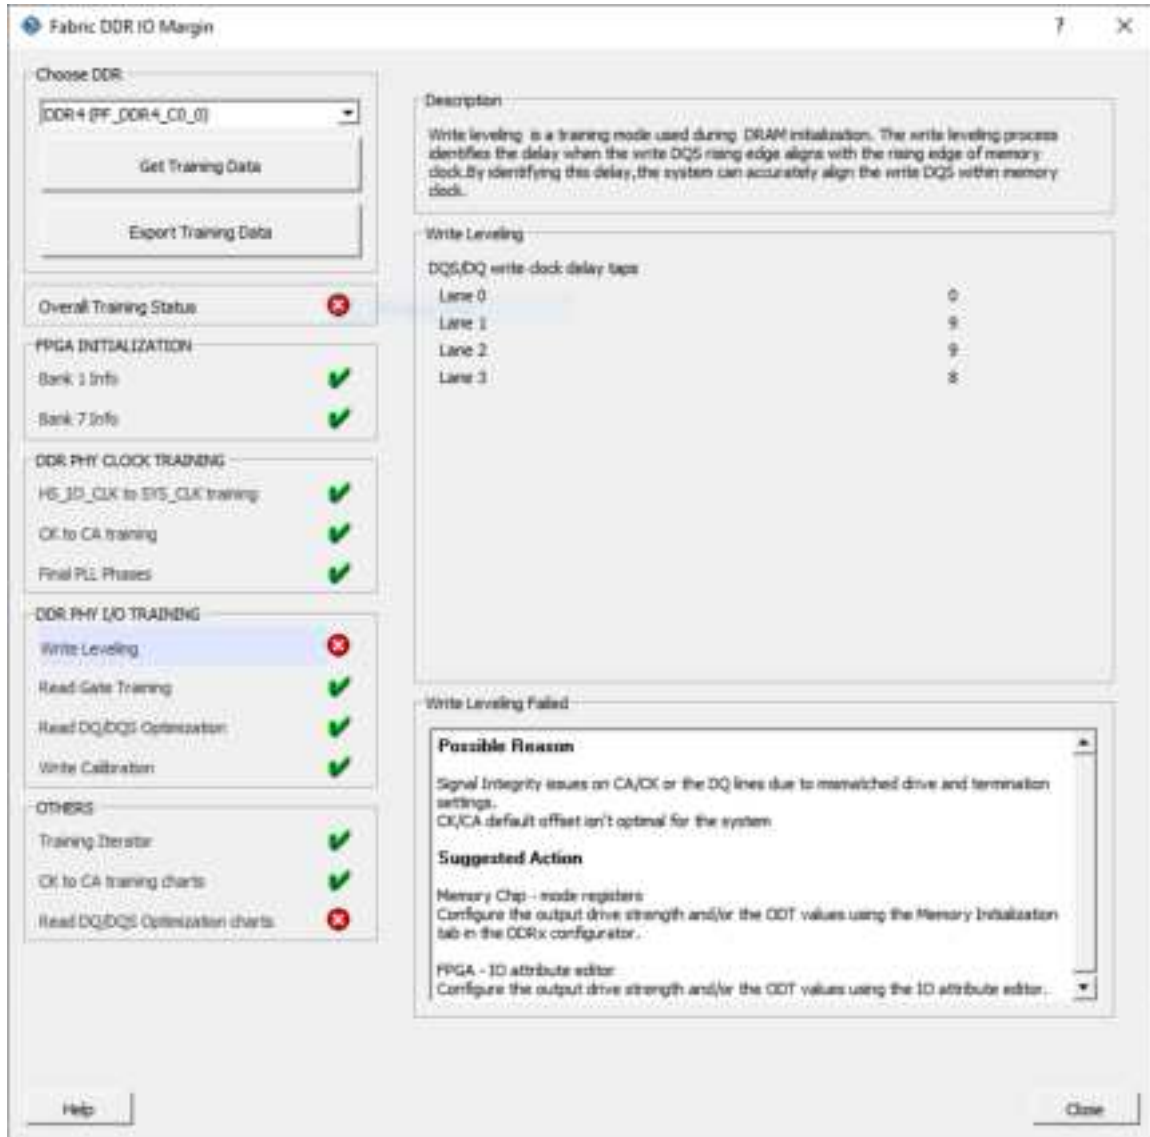 Fabric DDR IO Margin
? ×
Choose DDR
DDR4 (PF_DDR4_C0_0)
Get Training Data
Export Training Data
Overall Training Status
FPGA INITIALIZATION
Bank 1 Info
Bank 7 Info
DDR PHY CLOCK TRAINING
HS_IO_CLK to SYS_CLK training
CK to CA training
Final PLL Phases
DDR PHY I/O TRAINING
Write Leveling
Read Gate Training
Read DQ/DQS Optimization
Write Calibration
OTHERS
Training Iterator
CK to CA training charts
Read DQ/DQS Optimization charts
Description
Write leveling is a training mode used during DRAM initialization. The write leveling process
identifies the delay when the write DQS rising edge aligns with the rising edge of memory
clock.By identifying this delay,the system can accurately align the write DQS within memory
clock.
Write Leveling
DQS/DQ write clock delay taps
Lane 0 0
Lane 1 9
Lane 2 9
Lane 3 8
Write Leveling Failed
Possible Reason
Signal Integrity issues on CA/CK or the DQ lines due to mismatched drive and termination
settings.
CK/CA default offset isn't optimal for the system
Suggested Action
Memory Chip - mode registers
Configure the output drive strength and/or the ODT values using the Memory Initialization
tab in the DDRx configurator.
FPGA - IO attribute editor
Configure the output drive strength and/or the ODT values using the IO attribute editor.
Help
Close